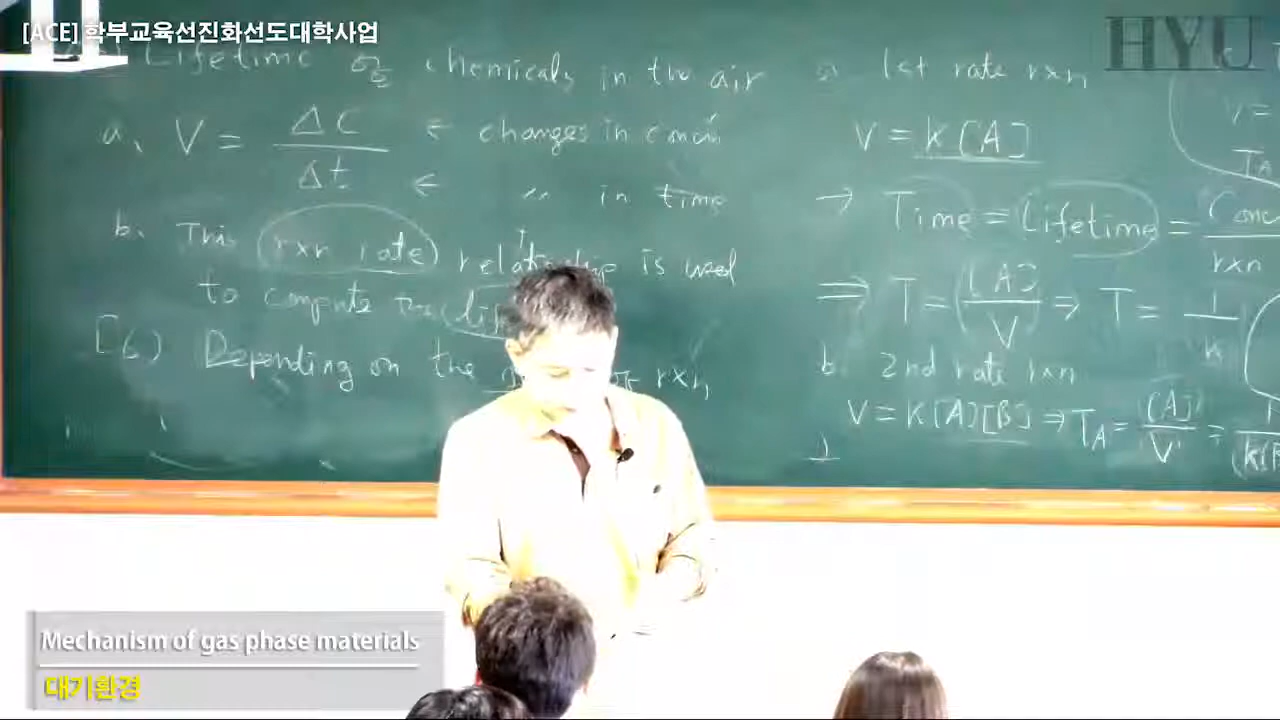 [ACE] 학부교육선진화선도대학사업
HYU
Lifetime of chemicals in the air
a. V = ΔC / Δt ← changes in
← 〃 in time
b. This rxn rate relationship is used
to compute the
[6) Depending on the of rxn
a. 1st rate rxn
V = k[A]
→ Time = Lifetime = Conc
rxn
⇒ T = ([A] / V) ⇒ T = 1 / k
b. 2nd rate rxn
V = k[A][B] ⇒ T_A = [A] / V =
V =
T_A
Mechanism of gas phase materials
대기환경